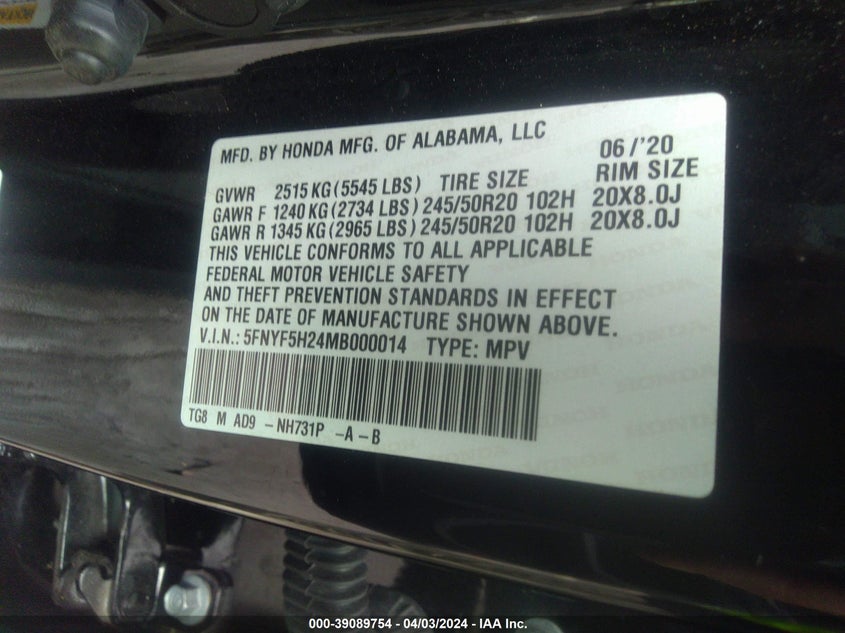 MFD. BY HONDA MFG. OF ALABAMA, LLC 06/'20
GVWR 2515 KG (5545 LBS) TIRE SIZE RIM SIZE
GAWR F 1240 KG (2734 LBS) 245/50R20 102H 20X8.0J
GAWR R 1345 KG (2965 LBS) 245/50R20 102H 20X8.0J
THIS VEHICLE CONFORMS TO ALL APPLICABLE
FEDERAL MOTOR VEHICLE SAFETY
AND THEFT PREVENTION STANDARDS IN EFFECT
ON THE DATE OF MANUFACTURE SHOWN ABOVE.
V.I.N.: 5FNYF5H24MB000014 TYPE: MPV
TG8 M AD9 - NH731P -A-B
000-39089754 - 04/03/2024 - IAA Inc.